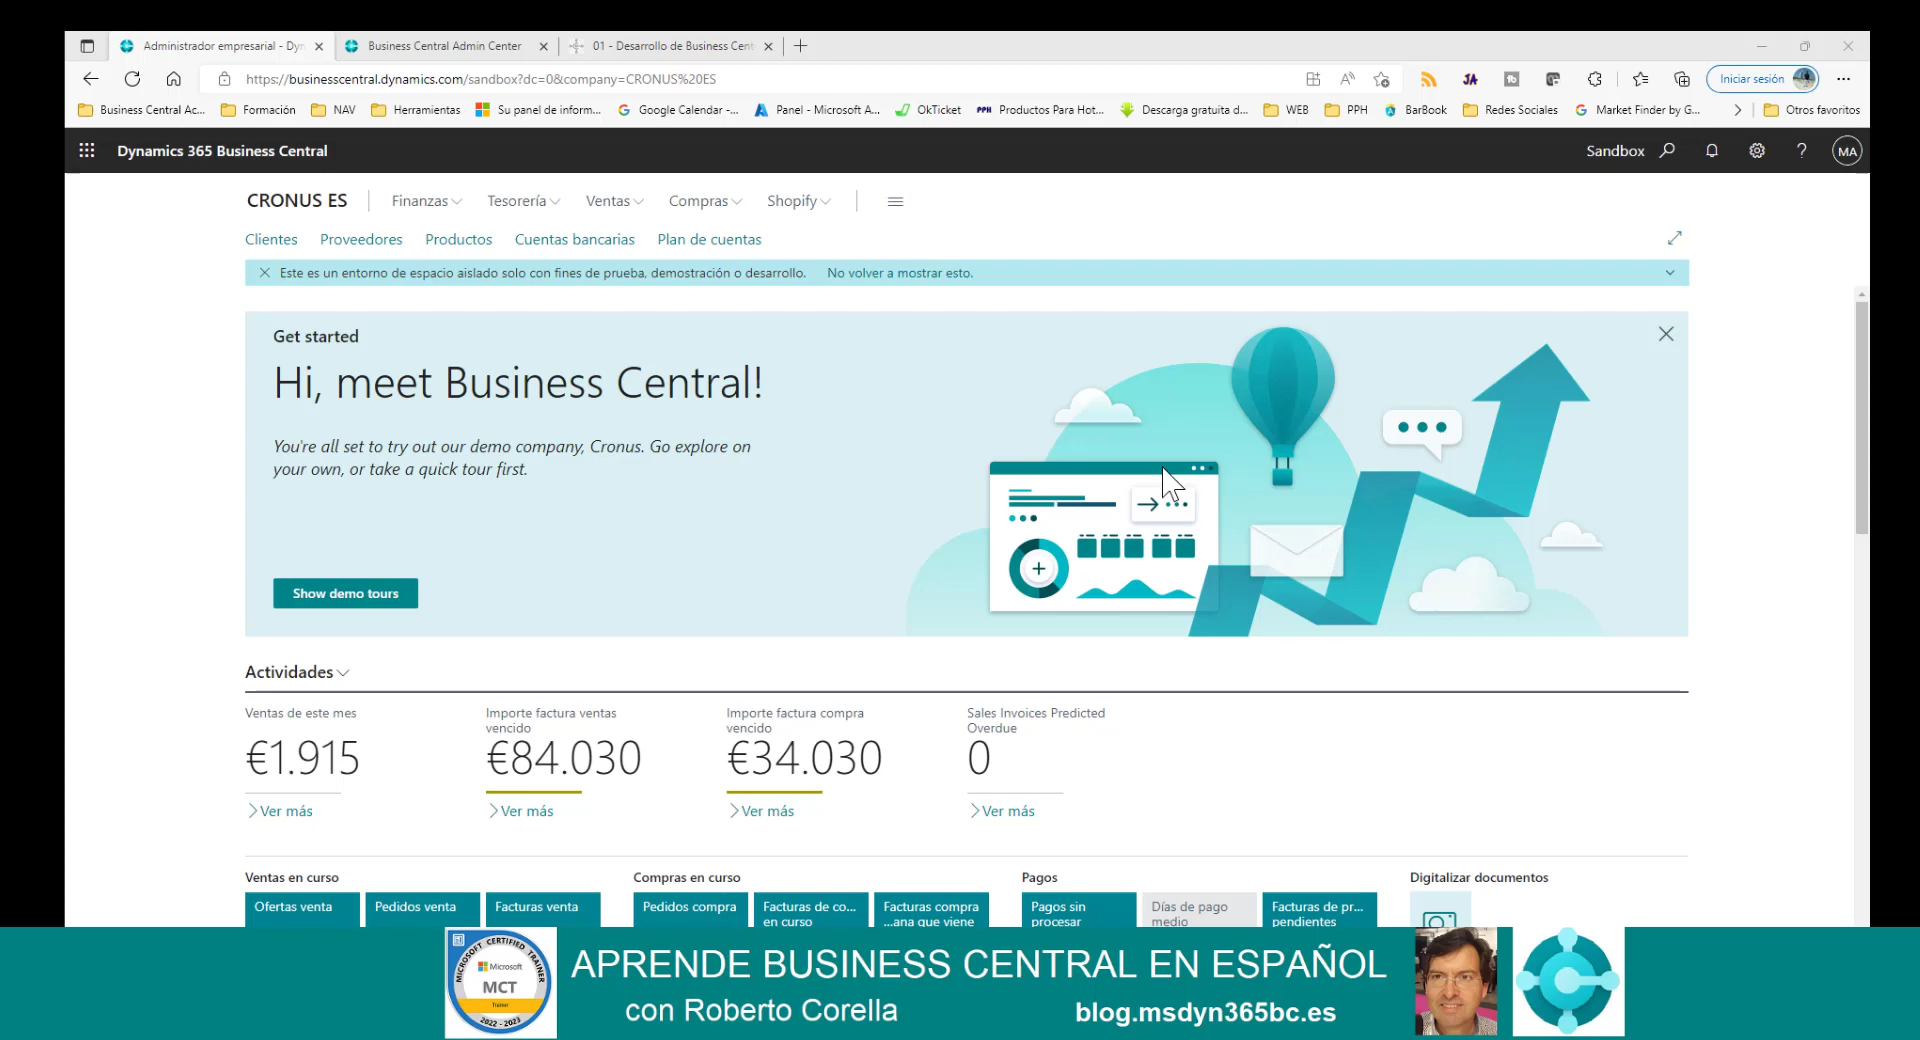 Administrador empresarial - Dyn
Business Central Admin Center
01 - Desarrollo de Business Cent
https://businesscentral.dynamics.com/sandbox?dc=0&company=CRONUS%20ES
JA
Iniciar sesión
Business Central Ac...
Formación
NAV
Herramientas
Su panel de inform...
Google Calendar -...
Panel - Microsoft A...
OkTicket
PPH
Productos Para Hot...
Descarga gratuita d...
WEB
PPH
BarBook
Redes Sociales
Market Finder by G...
Otros favoritos
Dynamics 365 Business Central
Sandbox
MA
CRONUS ES
Finanzas
Tesorería
Ventas
Compras
Shopify
Clientes
Proveedores
Productos
Cuentas bancarias
Plan de cuentas
Este es un entorno de espacio aislado solo con fines de prueba, demostración o desarrollo.
No volver a mostrar esto.
Get started
Hi, meet Business Central!
You're all set to try out our demo company, Cronus. Go explore on
your own, or take a quick tour first.
Show demo tours
Actividades
Ventas de este mes
€1.915
Ver más
Importe factura ventas
vencido
€84.030
Ver más
Importe factura compra
vencido
€34.030
Ver más
Sales Invoices Predicted
Overdue
0
Ver más
Ventas en curso
Ofertas venta
Pedidos venta
Facturas venta
Compras en curso
Pedidos compra
Facturas de co...
en curso
Facturas compra
...ana que viene
Pagos
Pagos sin
procesar
Días de pago
medio
Facturas de pr...
pendientes
Digitalizar documentos
MICROSOFT CERTIFIED TRAINER
Microsoft
MCT
Trainer
2022 - 2023
APRENDE BUSINESS CENTRAL EN ESPAÑOL
con Roberto Corella
blog.msdyn365bc.es